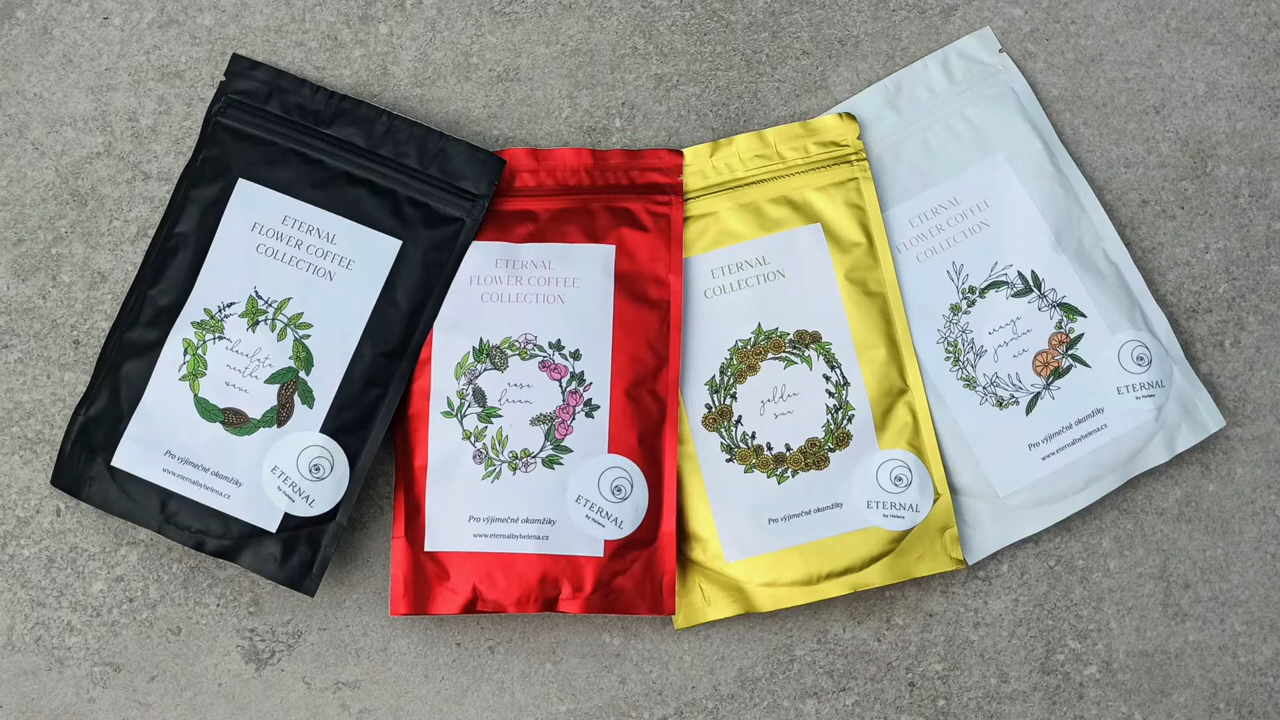 ETERNAL
FLOWER COFFEE
COLLECTION
chocolate
mentha
wave
Pro výjimečné okamžiky
www.eternalbyhelena.cz
ETERNAL
by Helena
ETERNAL
FLOWER COFFEE
COLLECTION
rose
dream
Pro výjimečné okamžiky
www.eternalbyhelena.cz
ETERNAL
by Helena
ETERNAL
COLLECTION
golden
sun
Pro výjimečné okamžiky
ETERNAL
by Helena
ETERNAL
FLOWER COFFEE
COLLECTION
orange
jasmine
air
Pro výjimečné okamžiky
www.eternalbyhelena.cz
ETERNAL
by Helena